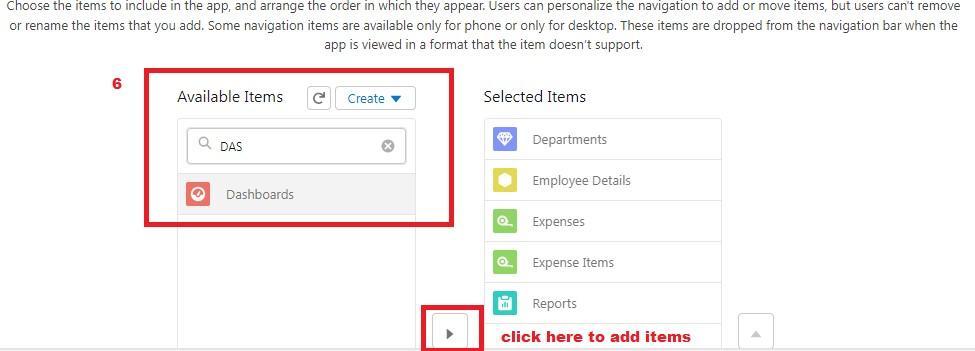 Choose the items to include in the app, and arrange the order in which they appear. Users can personalize the navigation to add or move items, but users can't remove
or rename the items that you add. Some navigation items are available only for phone or only for desktop. These items are dropped from the navigation bar when the
app is viewed in a format that the item doesn't support.
6
Available Items
Create
Selected Items
DAS
Dashboards
Departments
Employee Details
Expenses
Expense Items
Reports
click here to add items